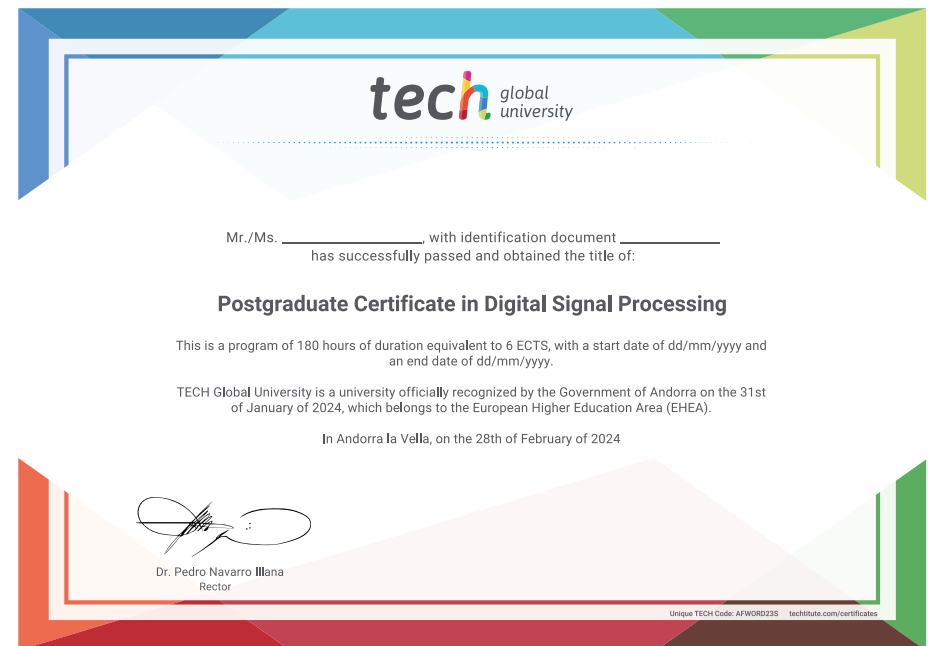 tech global
university
Mr./Ms. ____________, with identification document ____________
has successfully passed and obtained the title of:
Postgraduate Certificate in Digital Signal Processing
This is a program of 180 hours of duration equivalent to 6 ECTS, with a start date of dd/mm/yyyy and
an end date of dd/mm/yyyy.
TECH Global University is a university officially recognized by the Government of Andorra on the 31st
of January of 2024, which belongs to the European Higher Education Area (EHEA).
In Andorra la Vella, on the 28th of February of 2024
Dr. Pedro Navarro Illana
Rector
Unique TECH Code: AFWORD23S techtitute.com/certificates